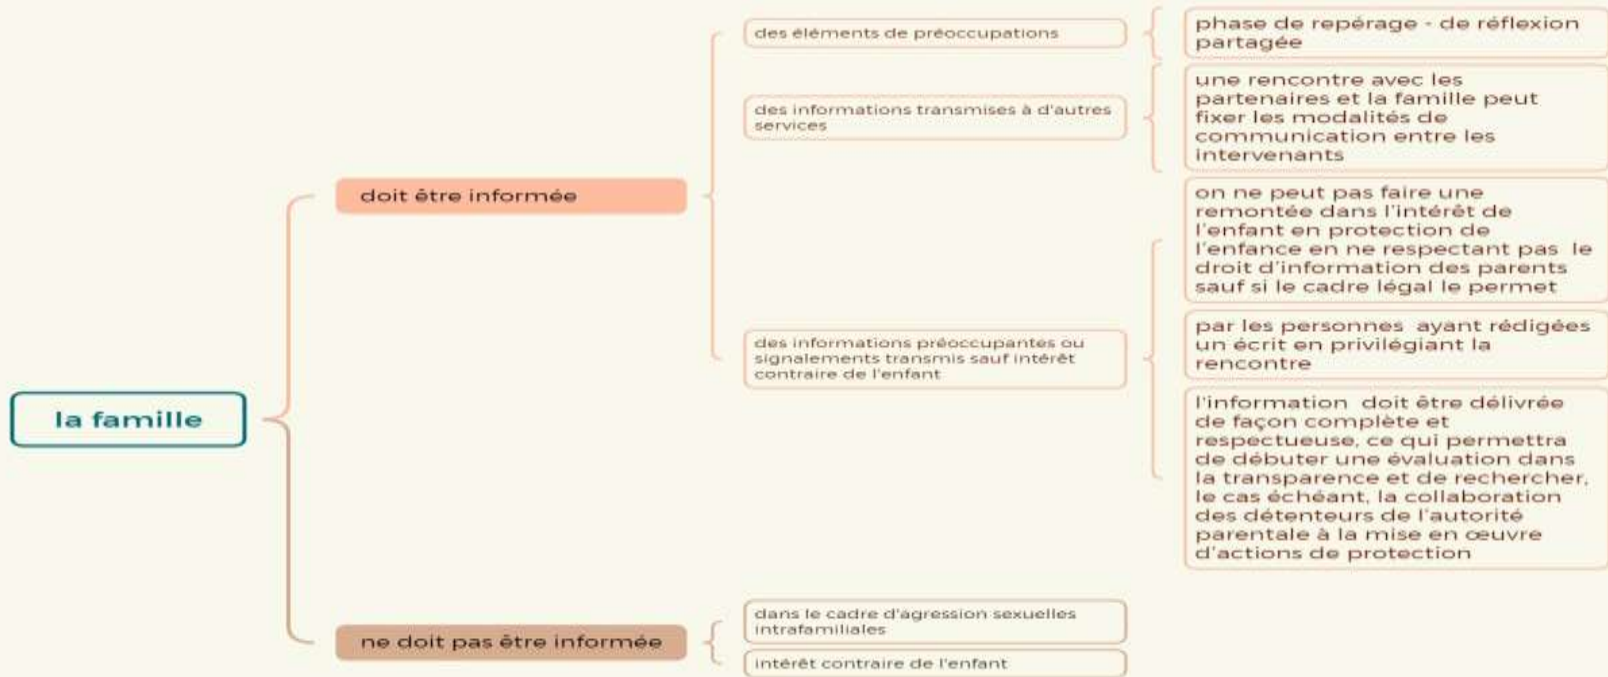 la famille
doit être informée
des éléments de préoccupations
phase de repérage - de réflexion
partagée
des informations transmises à d'autres
services
une rencontre avec les
partenaires et la famille peut
fixer les modalités de
communication entre les
intervenants
des informations préoccupantes ou
signalements transmis sauf intérêt
contraire de l'enfant
on ne peut pas faire une
remontée dans l'intérêt de
l'enfant en protection de
l'enfance en ne respectant pas le
droit d'information des parents
sauf si le cadre légal le permet
par les personnes ayant rédigées
un écrit en privilégiant la
rencontre
l'information doit être délivrée
de façon complète et
respectueuse, ce qui permettra
de débuter une évaluation dans
la transparence et de rechercher,
le cas échéant, la collaboration
des détenteurs de l'autorité
parentale à la mise en œuvre
d'actions de protection
ne doit pas être informée
dans le cadre d'agression sexuelles
intrafamiliales
intérêt contraire de l'enfant